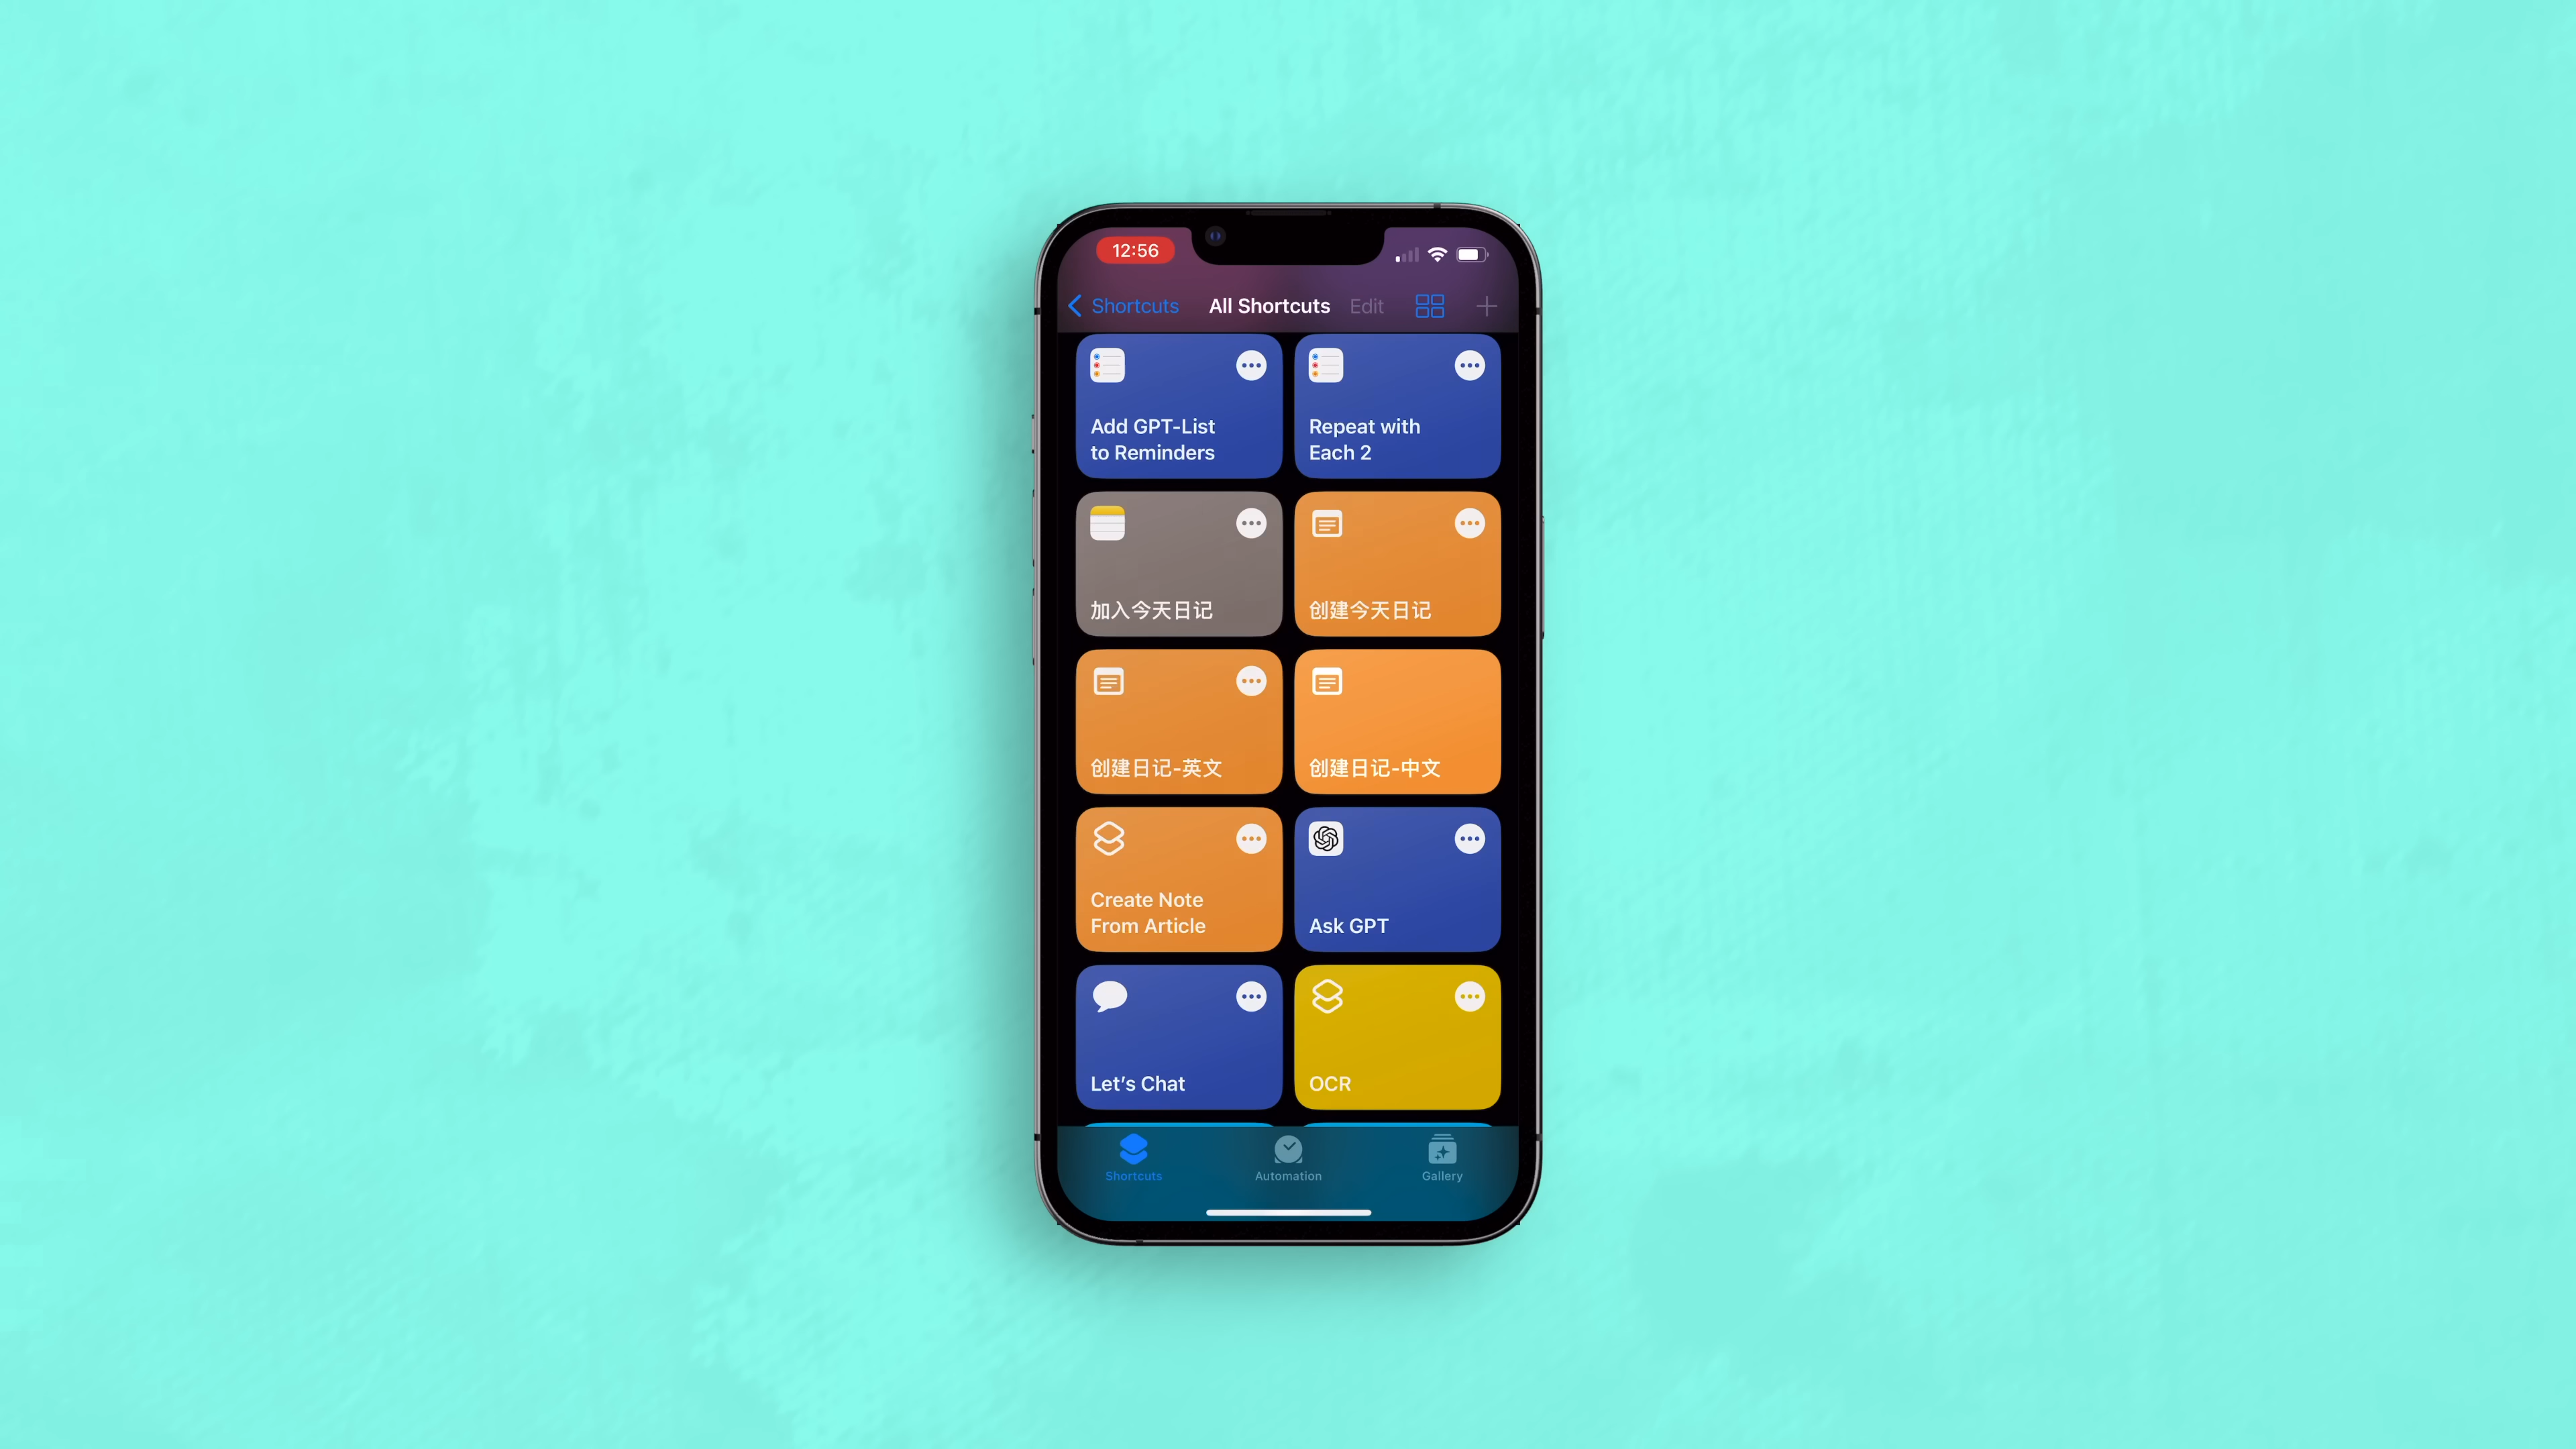 12:56
Shortcuts
All Shortcuts
Edit
Add GPT-List
to Reminders
Repeat with
Each 2
加入今天日记
创建今天日记
创建日记-英文
创建日记-中文
Create Note
From Article
Ask GPT
Let's Chat
OCR
Shortcuts
Automation
Gallery